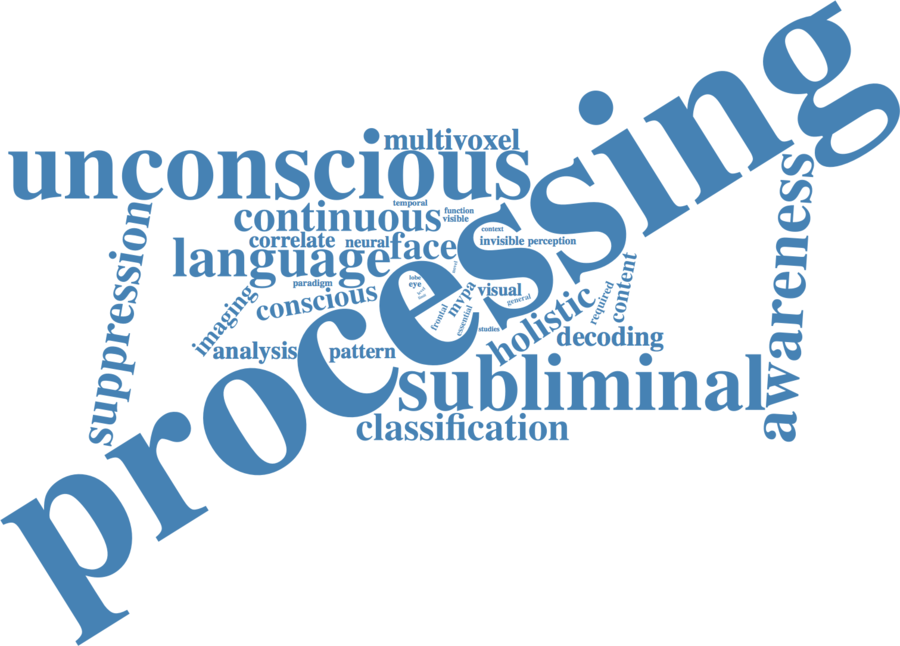 processing
multivoxel
unconscious
temporal
continuous
function
visible
context
correlate
neural
face
invisible
perception
language
suppression
awareness
paradigm
lobe
eye
conscious
imaging
mvpa
visual
general
frontal
essential
studies
required
content
holistic
decoding
analysis
pattern
subliminal
classification